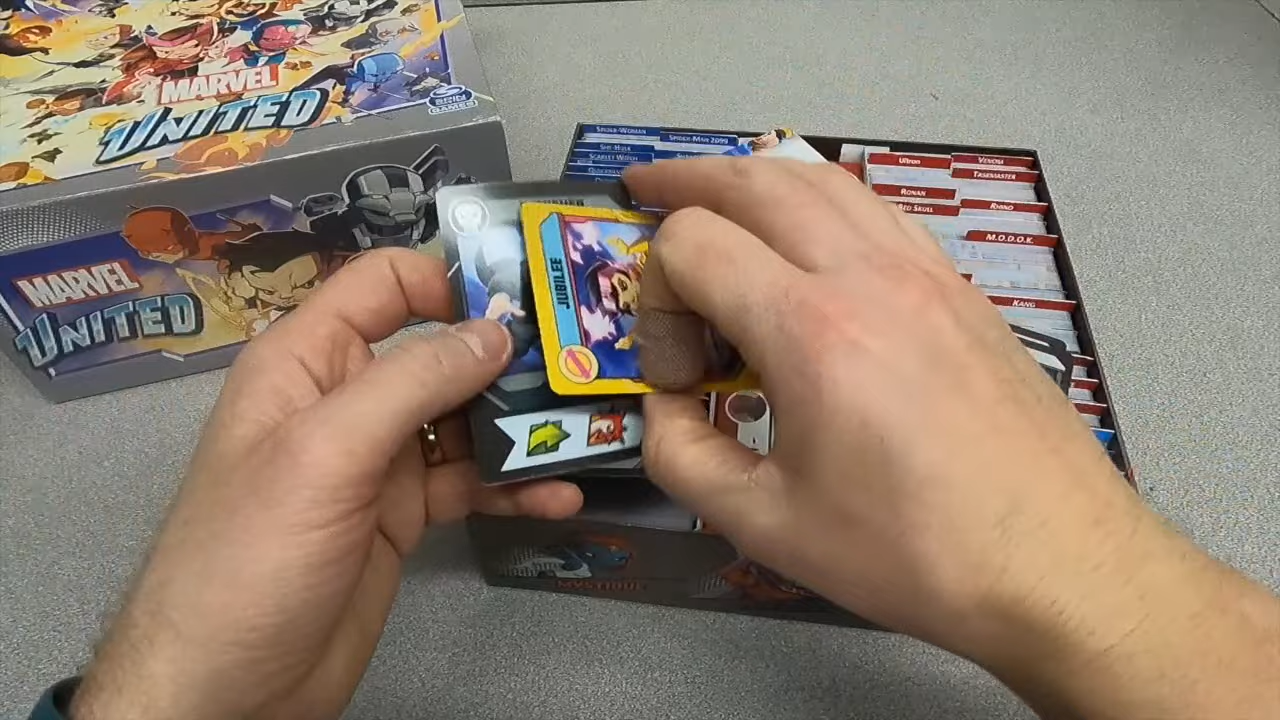 MARVEL
UNITED
SPIN
GAMES
MARVEL
UNITED
SPIDER-WOMAN
SPIDER-MAN 2099
SHE-HULK
SCARLET WITCH
ULTRON
VENOM
TASKMASTER
RONAN
RED SKULL
RHINO
M.O.D.O.K.
KANG
JUBILEE
MYSTIQUE